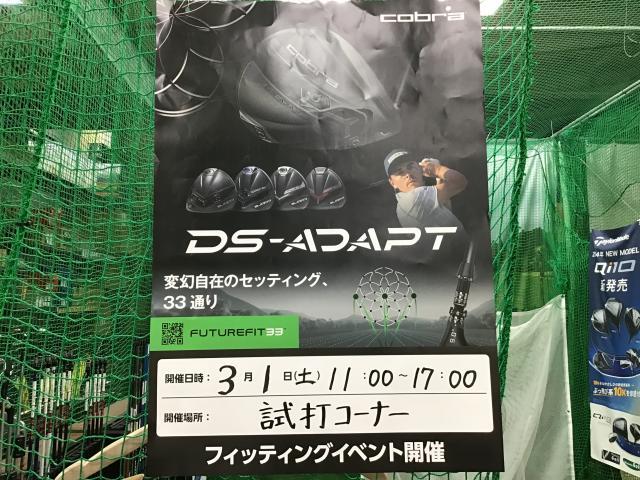 cobra
cobra
DS-ADAPT
変幻自在のセッティング、
33通り
FUTUREFIT33
開催日時: 3月1日(土) 11:00~17:00
開催場所: 試打コーナー
フィッティングイベント開催
TaylorMade
NEW MODEL
Qi10
新発売